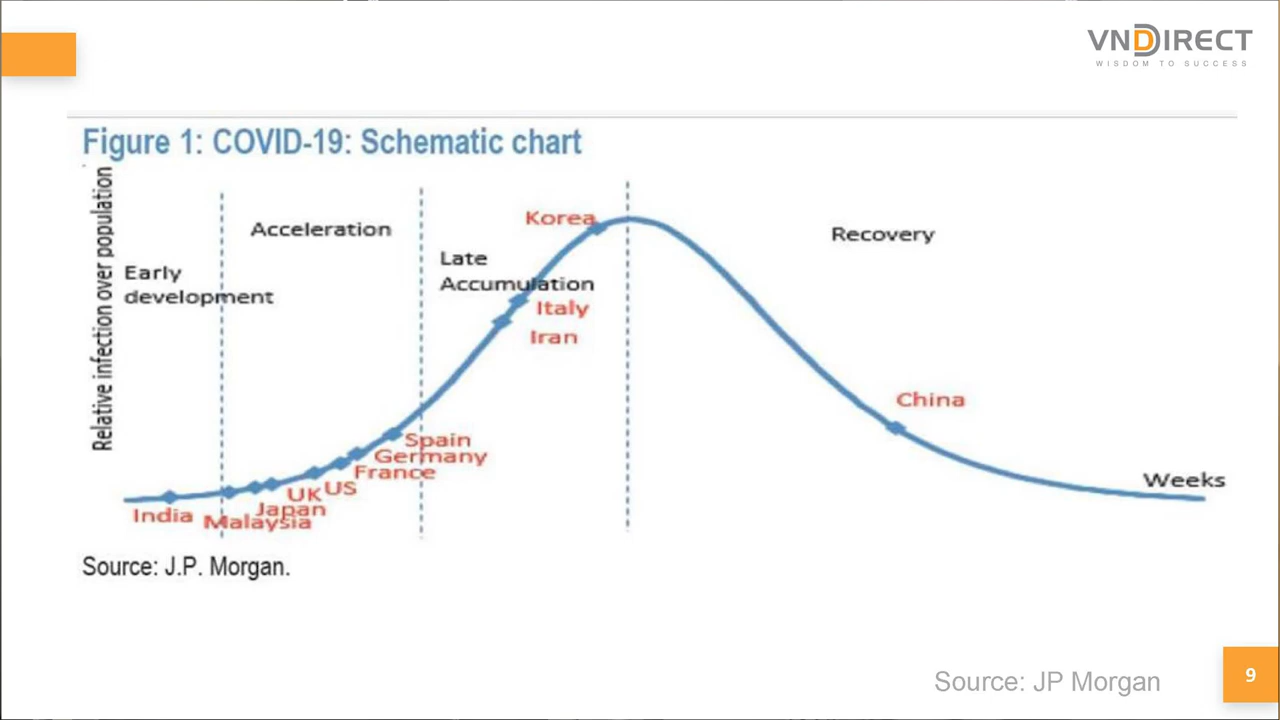 VNDIRECT
WISDOM TO SUCCESS
Figure 1: COVID-19: Schematic chart
Relative infection over population
Early
development
Acceleration
Late
Accumulation
Recovery
Korea
Italy
Iran
China
Spain
Germany
France
US
UK
Japan
Malaysia
India
Weeks
Source: J.P. Morgan.
Source: JP Morgan
9